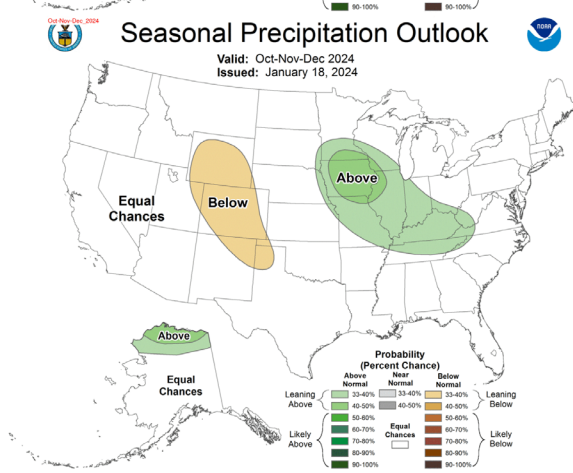 90-100%
90-100%
Oct-Nov-Dec_2024
Seasonal Precipitation Outlook
NOAA
Valid: Oct-Nov-Dec 2024
Issued: January 18, 2024
Above
Equal
Chances
Below
Above
Equal
Chances
Probability
(Percent Chance)
Above
Normal
Near
Normal
Below
Normal
Leaning
Above
33-40%
33-40%
33-40%
Leaning
Below
40-50%
40-50%
40-50%
50-60%
50-60%
Likely
Above
60-70%
Equal
Chances
60-70%
Likely
Below
70-80%
70-80%
80-90%
80-90%
90-100%
90-100%